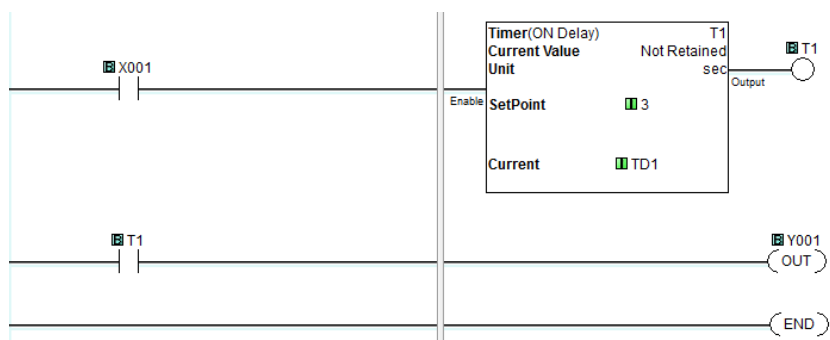 Timer(ON Delay) T1
Current Value Not Retained
Unit sec
B T1
B X001
Output
Enable
SetPoint 3
Current TD1
B T1
B Y001
OUT
END